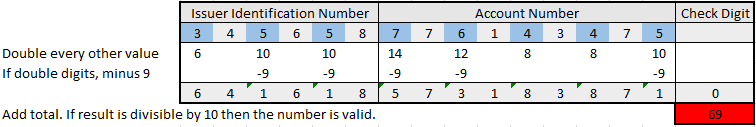 Issuer Identification Number Account Number Check Digit
3 4 5 6 5 8 7 7 6 1 4 3 4 7 5
Double every other value 6 10 10 14 12 8 8 10
If double digits, minus 9 -9 -9 -9 -9 -9
6 4 1 6 1 8 5 7 3 1 8 3 8 7 1 0
Add total. If result is divisible by 10 then the number is valid. 69